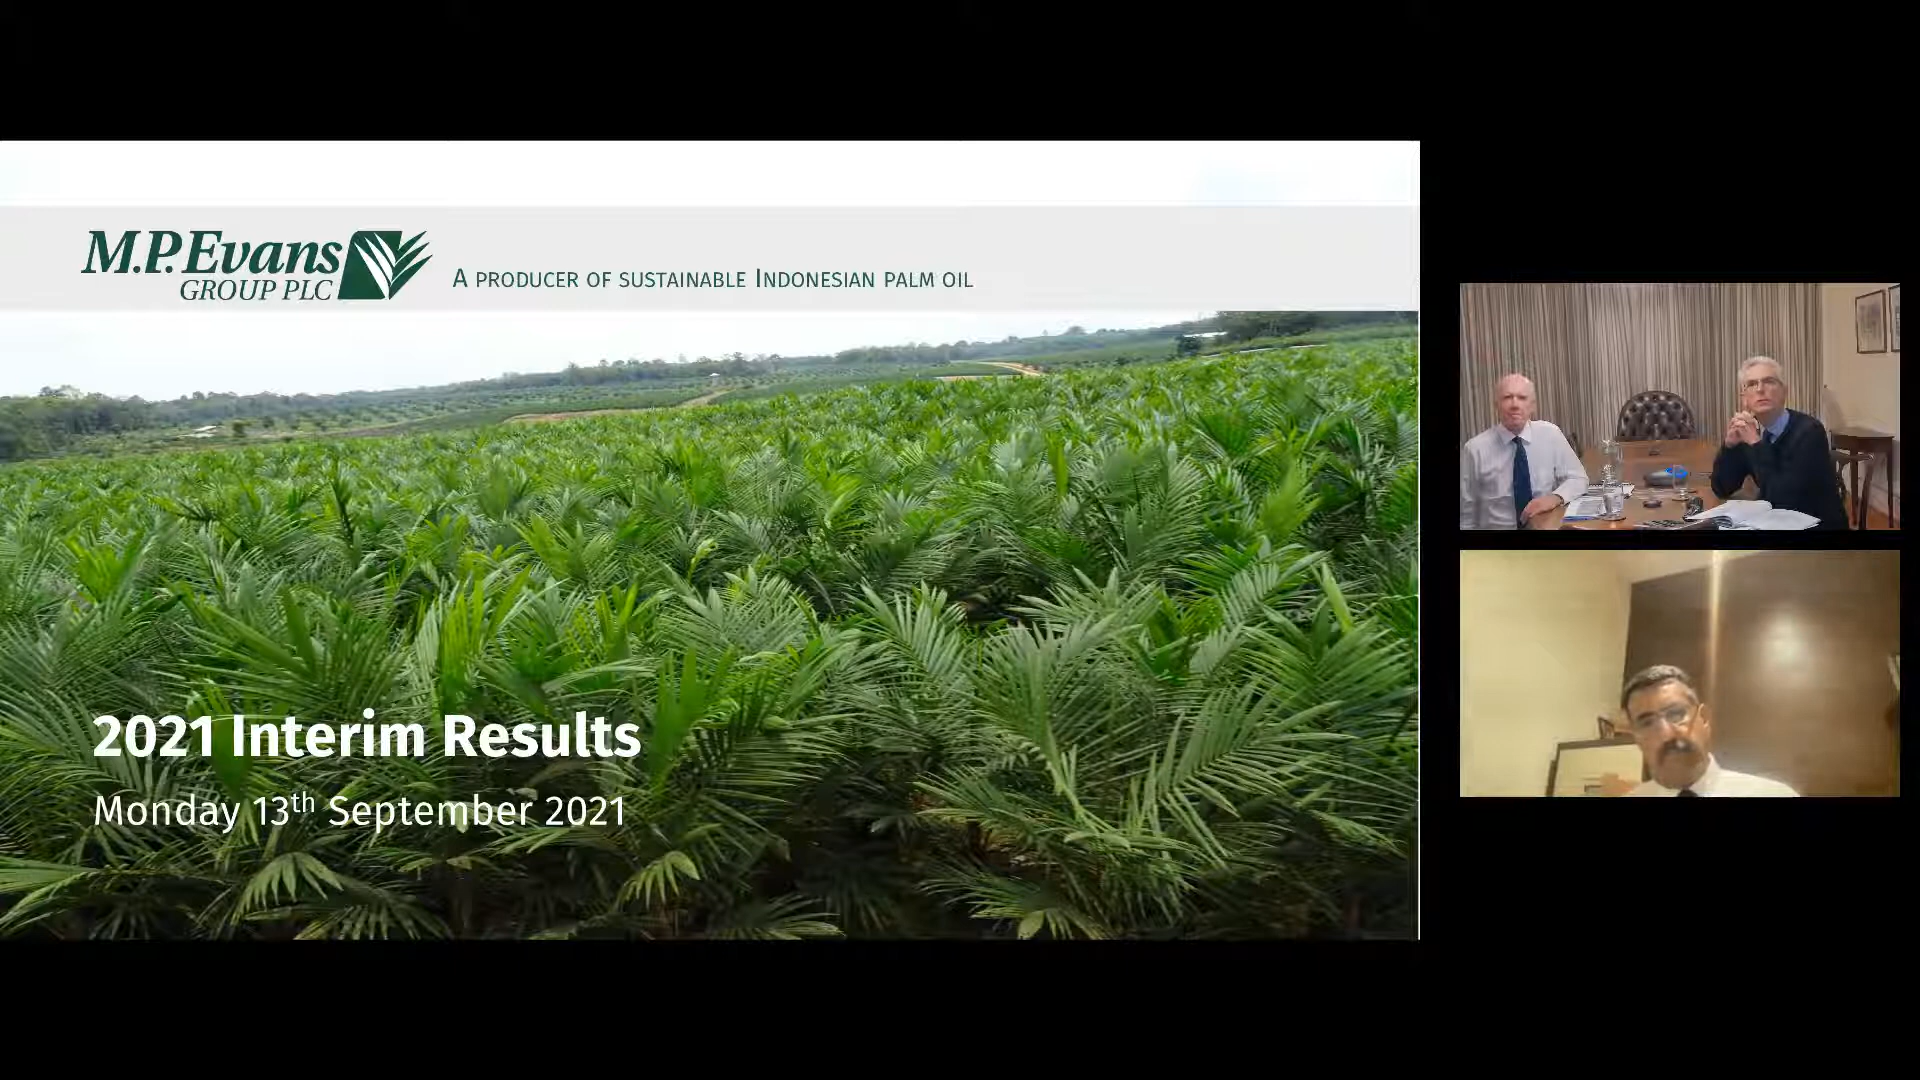 M.P. Evans
GROUP PLC
A PRODUCER OF SUSTAINABLE INDONESIAN PALM OIL
2021 Interim Results
Monday 13th September 2021